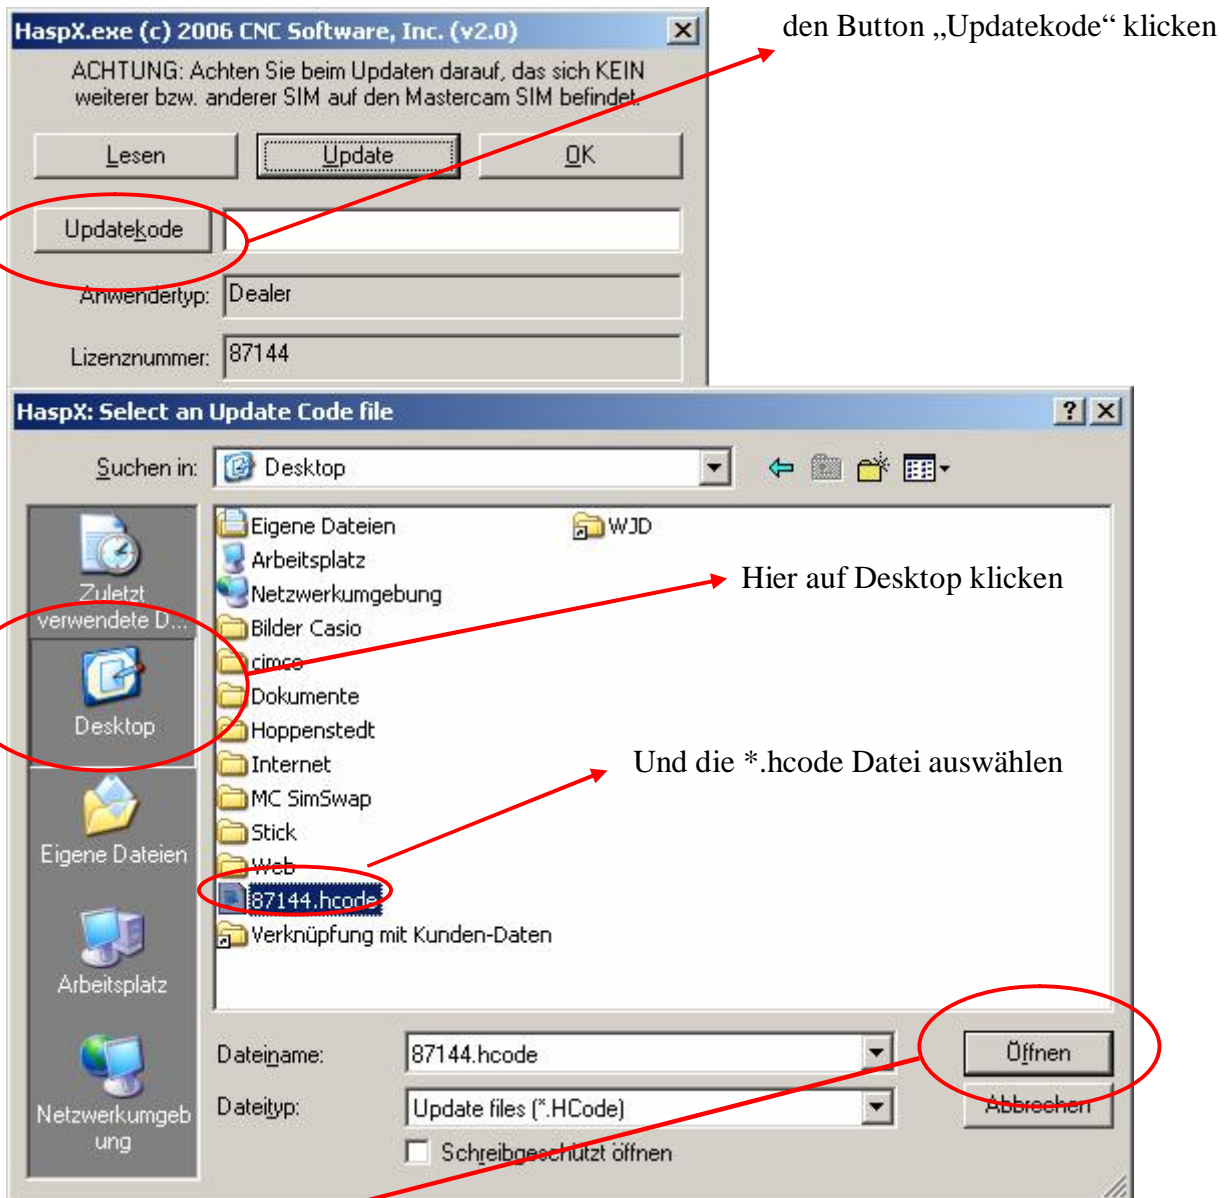 HaspX.exe (c) 2006 CNC Software, Inc. (v2.0)
den Button „Updatekode“ klicken
ACHTUNG: Achten Sie beim Updaten darauf, das sich KEIN
weiterer bzw. anderer SIM auf den Mastercam SIM befindet.
Lesen Update OK
Updatekode
Anwendertyp: Dealer
Lizenznummer: 87144
HaspX: Select an Update Code file
Suchen in: Desktop
Eigene Dateien WJD
Arbeitsplatz
Netzwerkumgebung
Bilder Casio
cimco
Dokumente
Hoppenstedt
Internet
MC SimSwap
Stick
Web
87144.hcode
Verknüpfung mit Kunden-Daten
Zuletzt
verwendete D...
Desktop
Eigene Dateien
Arbeitsplatz
Netzwerkumgeb
ung
Hier auf Desktop klicken
Und die *.hcode Datei auswählen
Dateiname: 87144.hcode Öffnen
Dateityp: Update files (*.HCode) Abbrechen
Schreibgeschützt öffnen